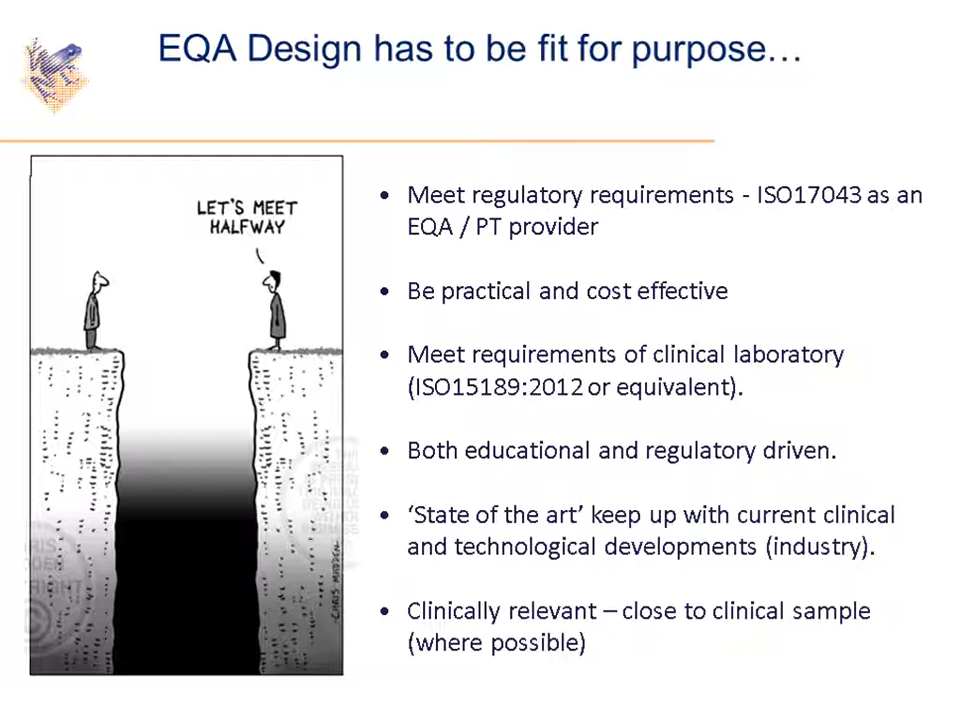 EQA Design has to be fit for purpose…
LET'S MEET
HALFWAY
CHRIS MADDEN
• Meet regulatory requirements - ISO17043 as an
EQA / PT provider
• Be practical and cost effective
• Meet requirements of clinical laboratory
(ISO15189:2012 or equivalent).
• Both educational and regulatory driven.
• ‘State of the art’ keep up with current clinical
and technological developments (industry).
• Clinically relevant – close to clinical sample
(where possible)